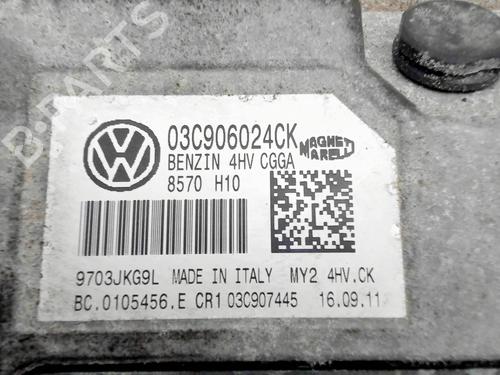 B-PARTS
03C906024CK
BENZIN 4HV CGGA
8570 H10
MAGNETI
MARELLI
9703JKG9L MADE IN ITALY MY2 4HV.CK
BC.0105456.E CR1 03C907445 16.09.11